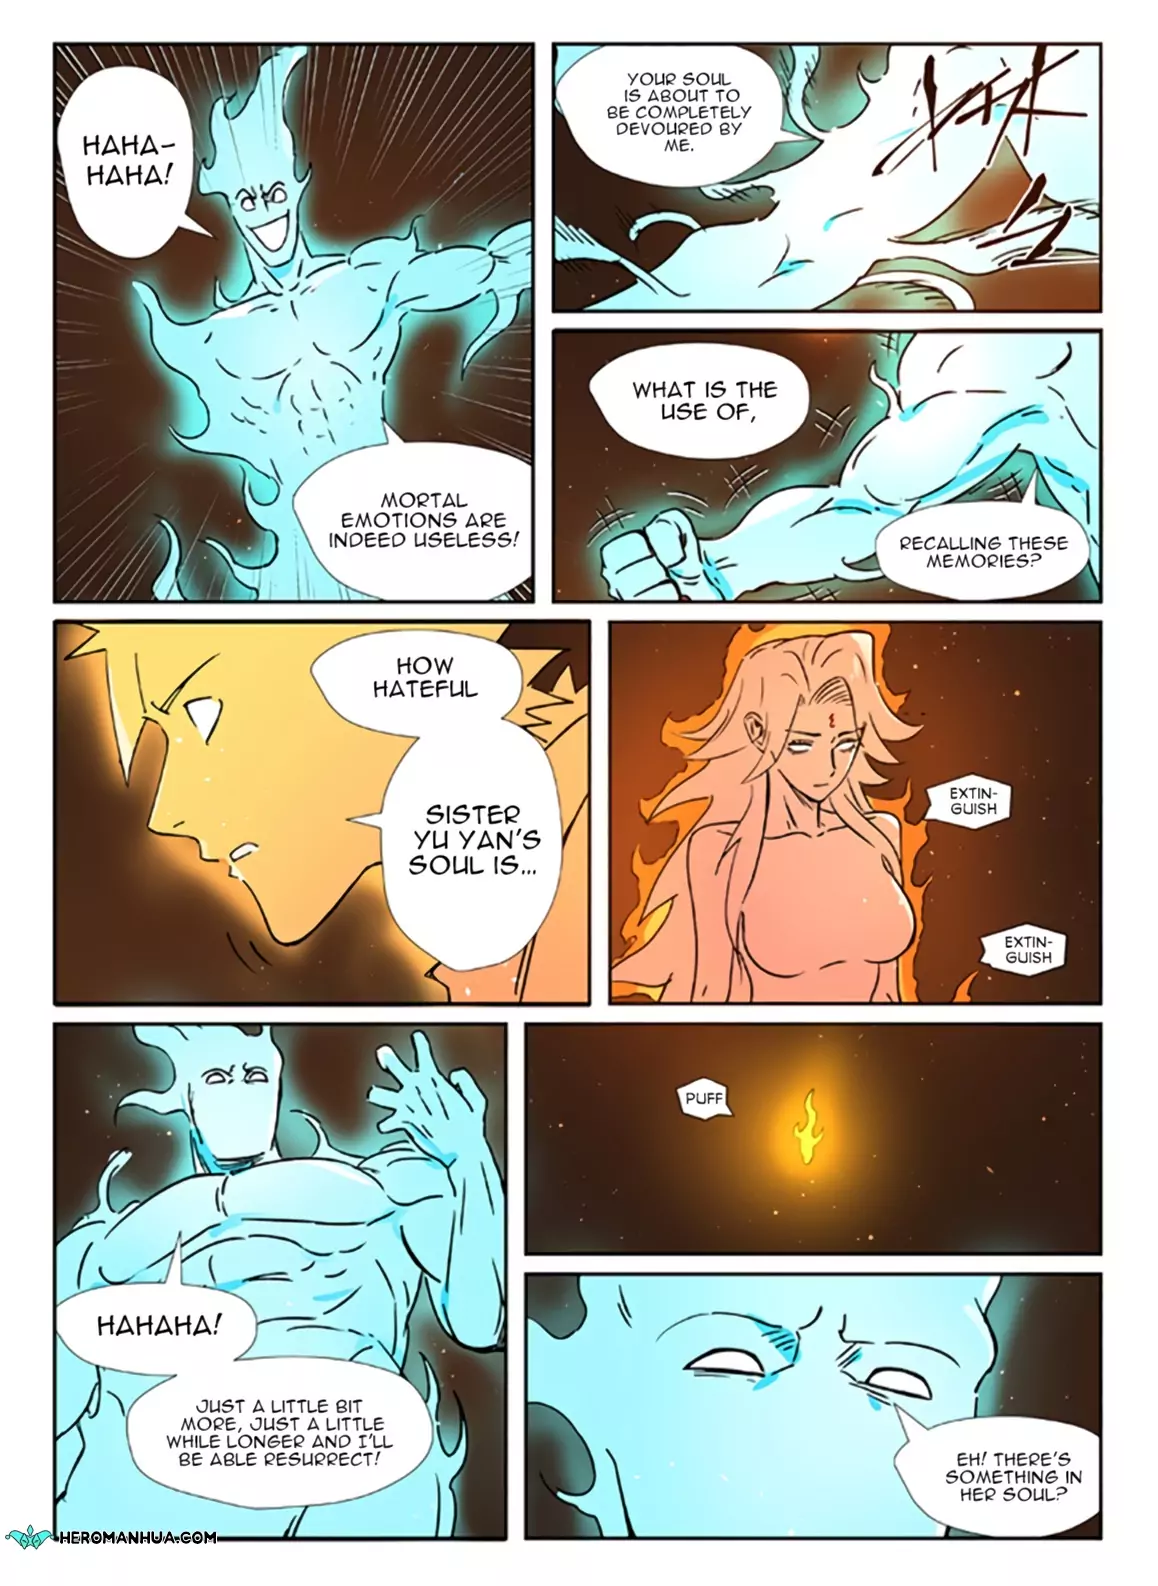 HAHA-
HAHA!
MORTAL
EMOTIONS ARE
INDEED USELESS!
YOUR SOUL
IS ABOUT TO
BE COMPLETELY
DEVOURED BY
ME.
WHAT IS THE
USE OF,
RECALLING THESE
MEMORIES?
HOW
HATEFUL
SISTER
YU YAN'S
SOUL IS...
EXTIN-
GUISH
EXTIN-
GUISH
HAHAHA!
JUST A LITTLE BIT
MORE, JUST A LITTLE
WHILE LONGER AND I'LL
BE ABLE RESURRECT!
PUFF
EH! THERE'S
SOMETHING IN
HER SOUL?
HEROMANHUA.COM